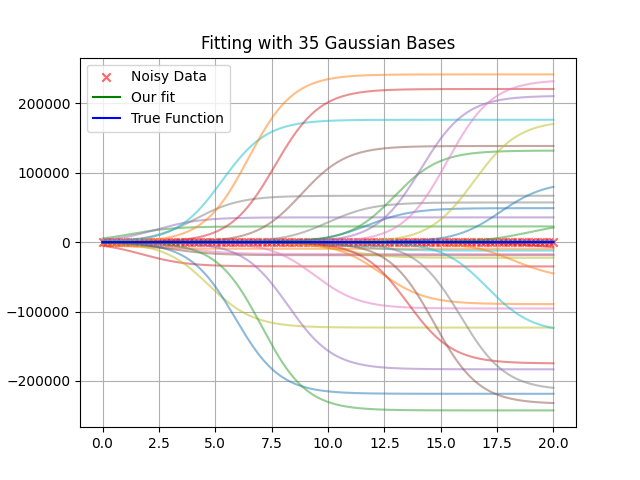 Fitting with 35 Gaussian Bases
Noisy Data
Our fit
True Function
200000
100000
0
−100000
−200000
0.0 2.5 5.0 7.5 10.0 12.5 15.0 17.5 20.0